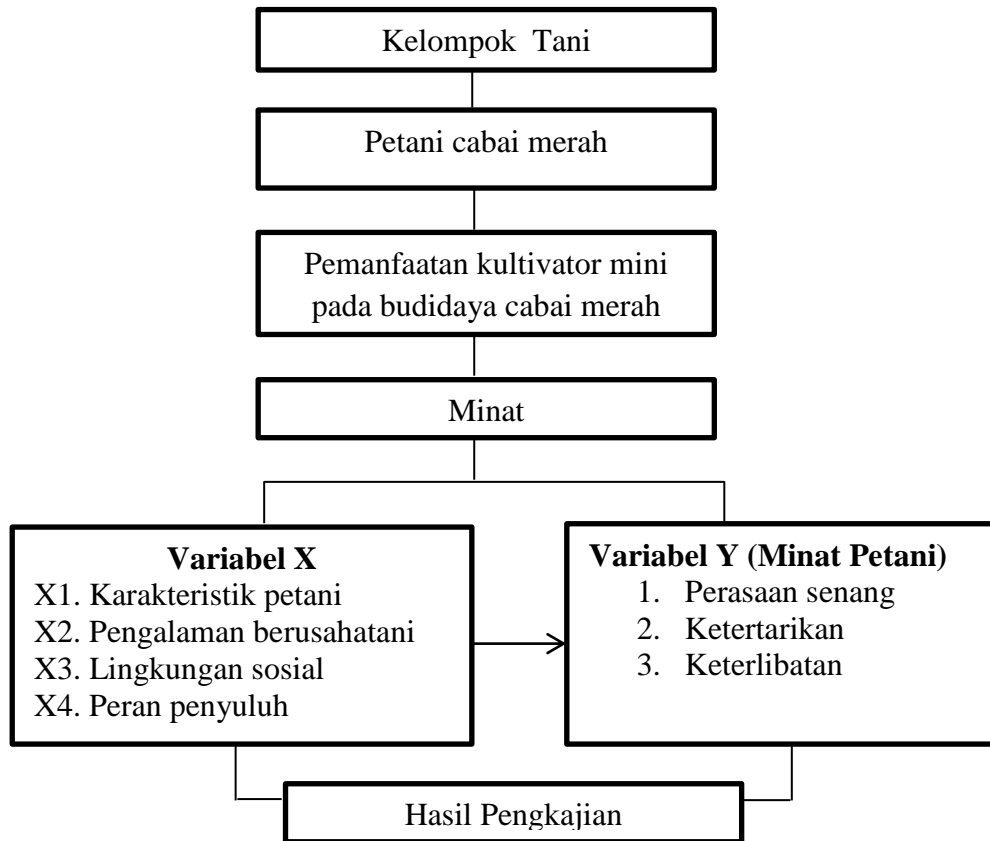 Kelompok Tani
Petani cabai merah
Pemanfaatan kultivator mini
pada budidaya cabai merah
Minat
Variabel X
X1. Karakteristik petani
X2. Pengalaman berusahatani
X3. Lingkungan sosial
X4. Peran penyuluh
Variabel Y (Minat Petani)
1. Perasaan senang
2. Ketertarikan
3. Keterlibatan
Hasil Pengkajian